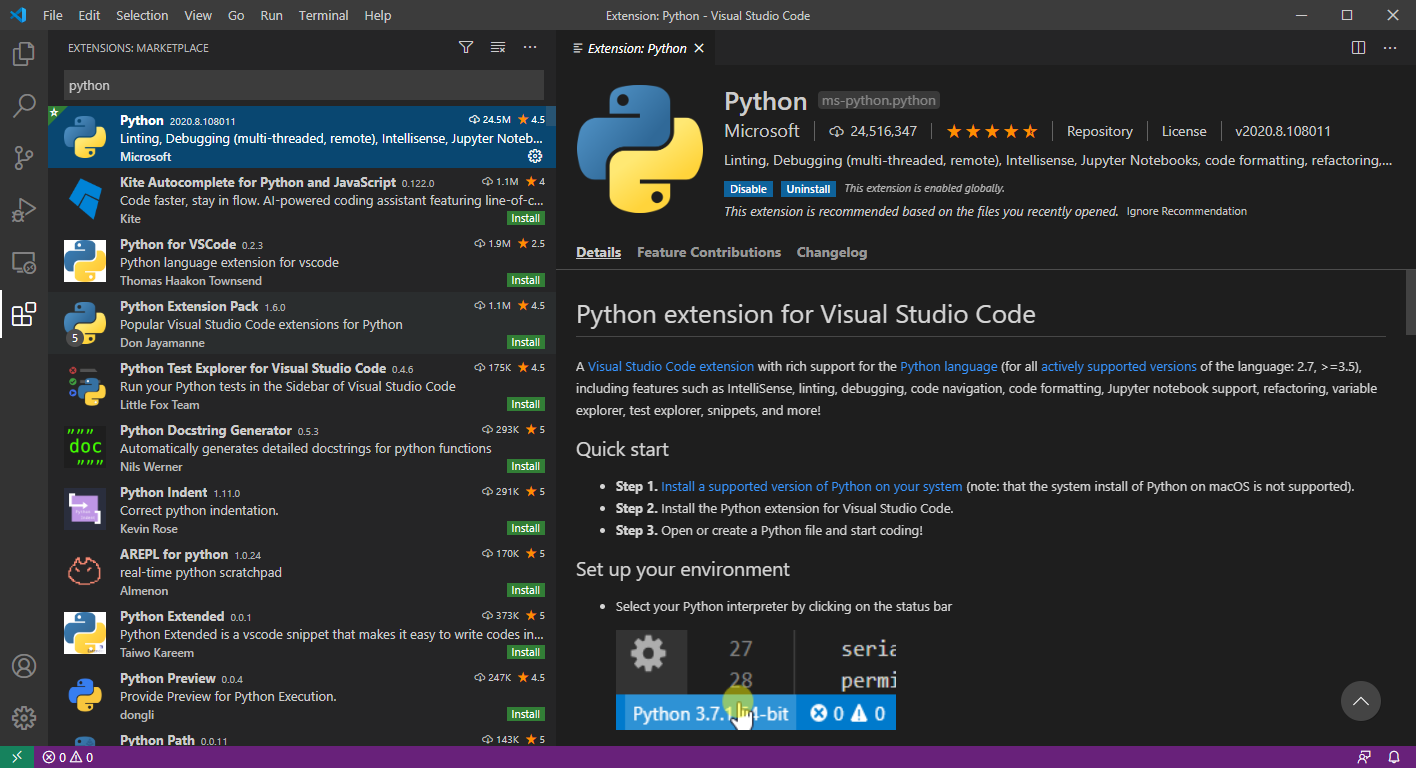 File Edit Selection View Go Run Terminal Help
Extension: Python - Visual Studio Code
EXTENSIONS: MARKETPLACE
python
Python 2020.8.108011 24.5M 4.5
Linting, Debugging (multi-threaded, remote), Intellisense, Jupyter Noteb...
Microsoft
Kite Autocomplete for Python and JavaScript 0.122.0 1.1M 4
Code faster, stay in flow. AI-powered coding assistant featuring line-of-c...
Kite Install
Python for VSCode 0.2.3 1.9M 2.5
Python language extension for vscode
Thomas Haakon Townsend Install
Python Extension Pack 1.6.0 1.1M 4.5
Popular Visual Studio Code extensions for Python
5
Don Jayamanne Install
Python Test Explorer for Visual Studio Code 0.4.6 175K 4.5
Run your Python tests in the Sidebar of Visual Studio Code
Little Fox Team Install
""" doc """
Python Docstring Generator 0.5.3 293K 5
Automatically generates detailed docstrings for python functions
Nils Werner Install
Python Indent 1.11.0 291K 5
Correct python indentation.
Kevin Rose Install
AREPL for python 1.0.24 170K 5
real-time python scratchpad
Almenon Install
Python Extended 0.0.1 373K 5
Python Extended is a vscode snippet that makes it easy to write codes in...
Taiwo Kareem Install
Python Preview 0.0.4 247K 4.5
Provide Preview for Python Execution.
dongli Install
Python Path 0.0.11 143K 5
Extension: Python
Python ms-python.python
Microsoft 24,516,347 Repository License v2020.8.108011
Linting, Debugging (multi-threaded, remote), Intellisense, Jupyter Notebooks, code formatting, refactoring,...
Disable Uninstall This extension is enabled globally.
This extension is recommended based on the files you recently opened. Ignore Recommendation
Details Feature Contributions Changelog
Python extension for Visual Studio Code
A Visual Studio Code extension with rich support for the Python language (for all actively supported versions of the language: 2.7, >=3.5),
including features such as IntelliSense, linting, debugging, code navigation, code formatting, Jupyter notebook support, refactoring, variable
explorer, test explorer, snippets, and more!
Quick start
• Step 1. Install a supported version of Python on your system (note: that the system install of Python on macOS is not supported).
• Step 2. Install the Python extension for Visual Studio Code.
• Step 3. Open or create a Python file and start coding!
Set up your environment
• Select your Python interpreter by clicking on the status bar
27 seria
28 permi
Python 3.7.1 -bit 0 0
0 0